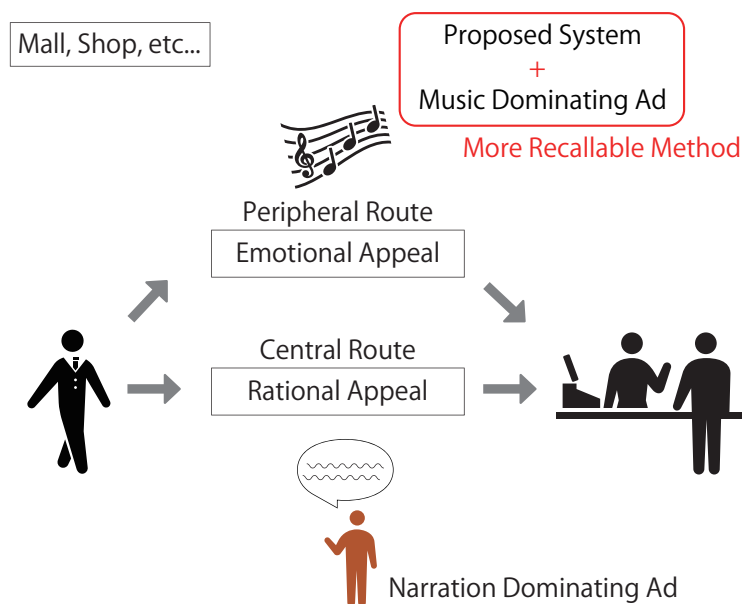 Mall, Shop, etc...
Proposed System
+
Music Dominating Ad
More Recallable Method
Peripheral Route
Emotional Appeal
Central Route
Rational Appeal
Narration Dominating Ad